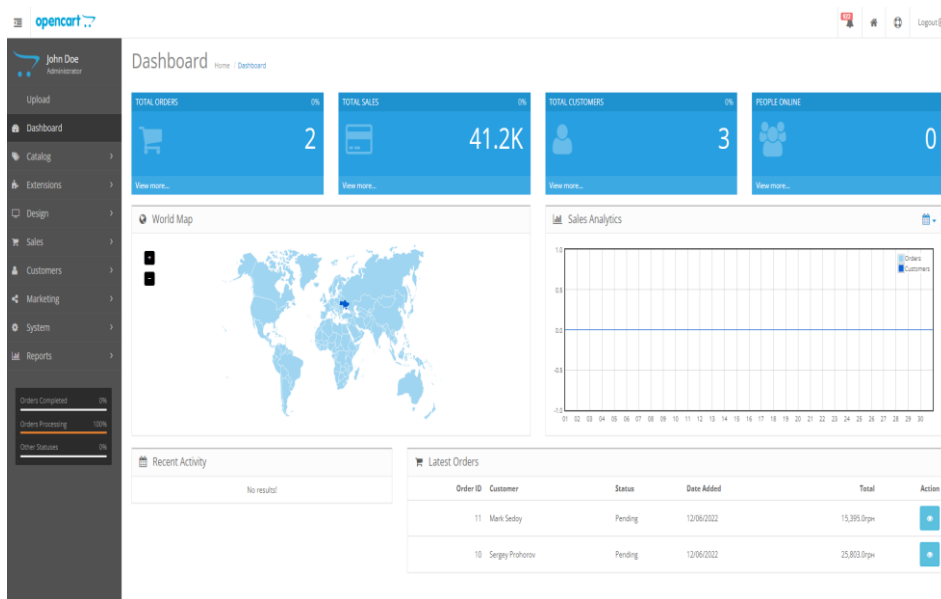 opencart
Logout
John Doe
Administrator
Upload
Dashboard
Catalog
Extensions
Design
Sales
Customers
Marketing
System
Reports
Orders Completed 0%
Orders Processing 100%
Other Statuses 0%
Dashboard Home / Dashboard
TOTAL ORDERS 0%
2
View more...
TOTAL SALES 0%
41.2K
View more...
TOTAL CUSTOMERS 0%
3
View more...
PEOPLE ONLINE
0
View more...
World Map
+
-
Sales Analytics
Orders
Customers
1.0
0.5
0.0
-0.5
-1.0
01 02 03 04 05 06 07 08 09 10 11 12 13 14 15 16 17 18 19 20 21 22 23 24 25 26 27 28 29 30
Recent Activity
No results!
Latest Orders
Order ID Customer Status Date Added Total Action
11 Mark Sedoy Pending 12/06/2022 15,395.0грн
10 Sergey Prohorov Pending 12/06/2022 25,803.0грн